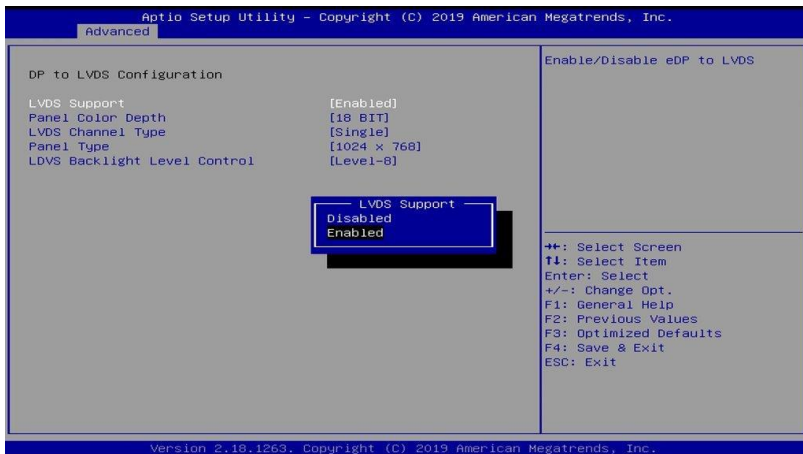 Aptio Setup Utility – Copyright (C) 2019 American Megatrends, Inc.
Advanced
DP to LVDS Configuration
LVDS Support [Enabled]
Panel Color Depth [18 BIT]
LVDS Channel Type [Single]
Panel Type [1024 x 768]
LDVS Backlight Level Control [Level-8]
LVDS Support
Disabled
Enabled
Enable/Disable eDP to LVDS
→←: Select Screen
↑↓: Select Item
Enter: Select
+/-: Change Opt.
F1: General Help
F2: Previous Values
F3: Optimized Defaults
F4: Save & Exit
ESC: Exit
Version 2.18.1263. Copyright (C) 2019 American Megatrends, Inc.